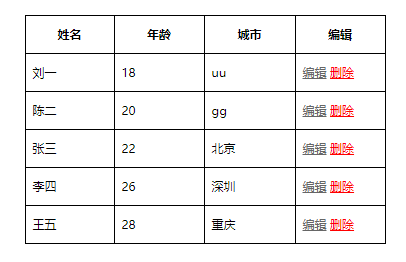 姓名 年龄 城市 编辑
刘一 18 uu 编辑 删除
陈二 20 gg 编辑 删除
张三 22 北京 编辑 删除
李四 26 深圳 编辑 删除
王五 28 重庆 编辑 删除